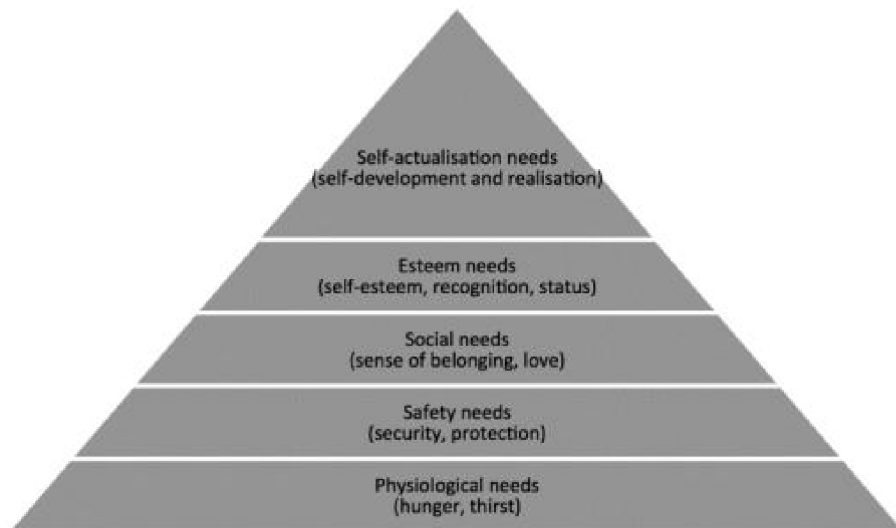 Self-actualisation needs
(self-development and realisation)
Esteem needs
(self-esteem, recognition, status)
Social needs
(sense of belonging, love)
Safety needs
(security, protection)
Physiological needs
(hunger, thirst)